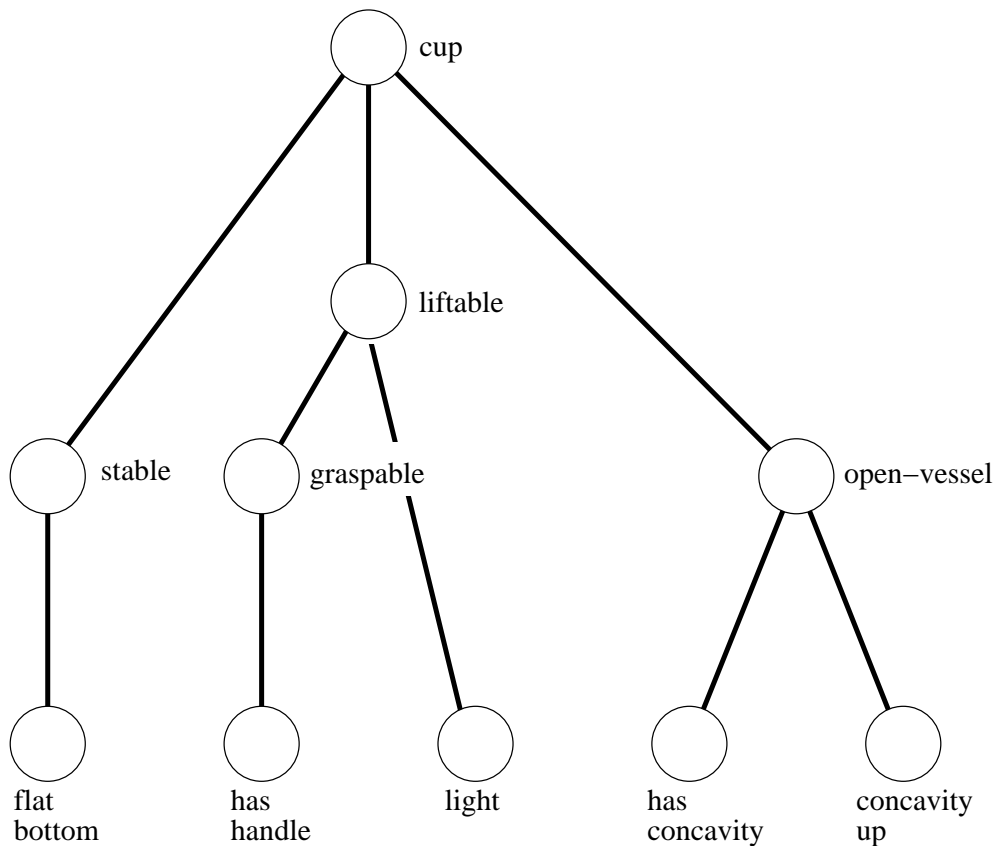 cup
liftable
stable
graspable
open−vessel
flat
bottom
has
handle
light
has
concavity
concavity
up